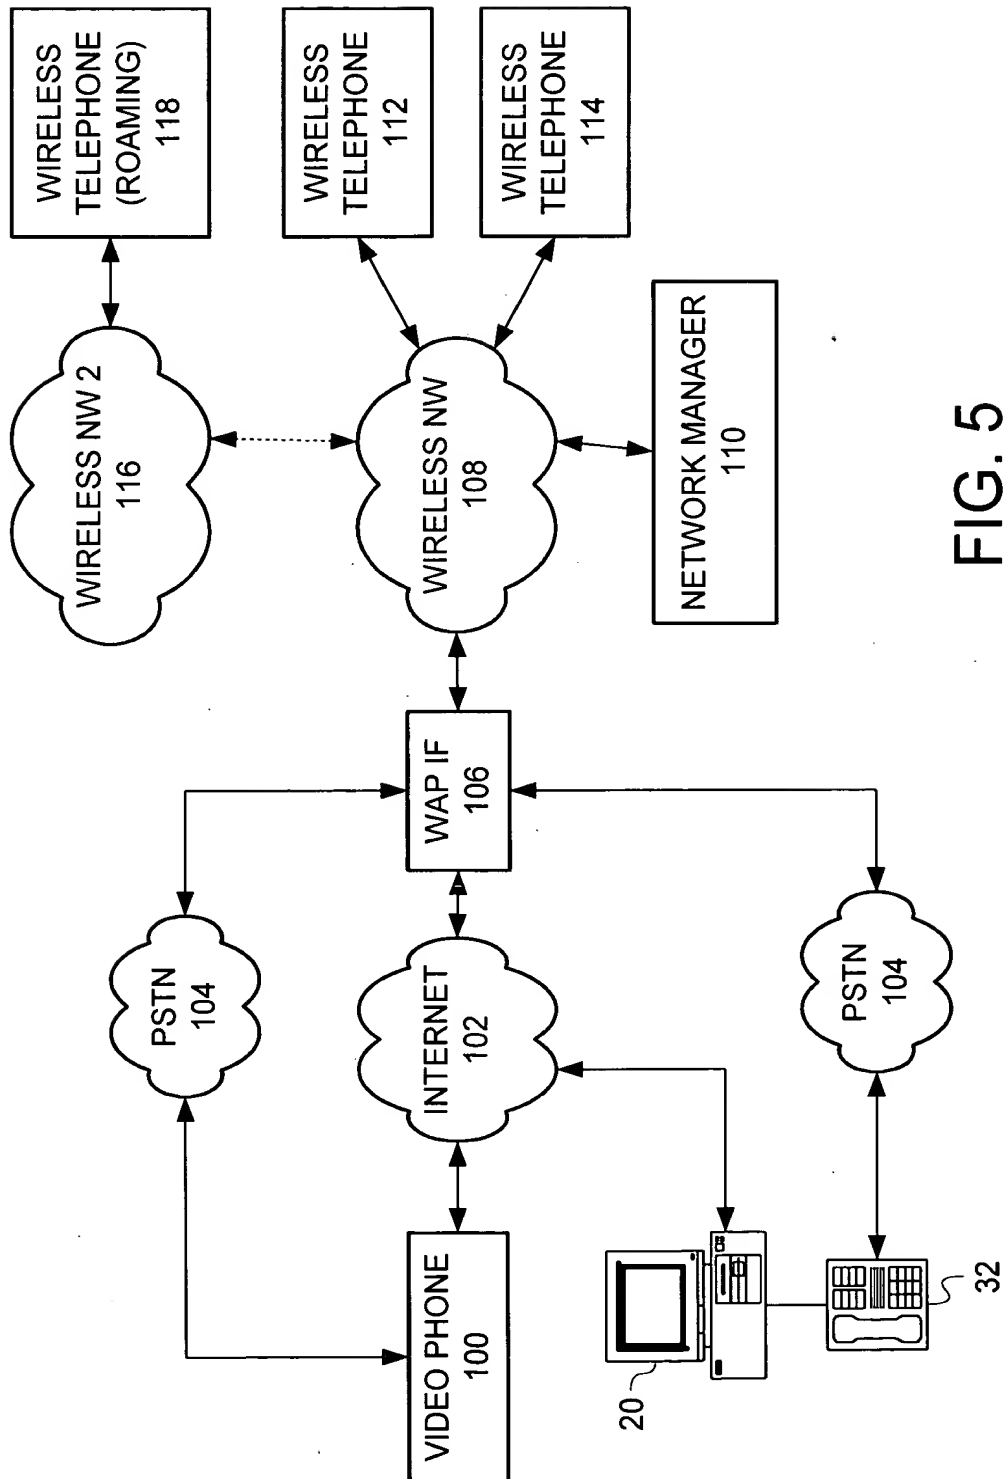 VIDEO PHONE
100
PSTN
104
INTERNET
102
20
32
WAP IF
106
PSTN
104
WIRELESS NW 2
116
WIRELESS NW
108
NETWORK MANAGER
110
WIRELESS
TELEPHONE
(ROAMING)
118
WIRELESS
TELEPHONE
112
WIRELESS
TELEPHONE
114
FIG. 5